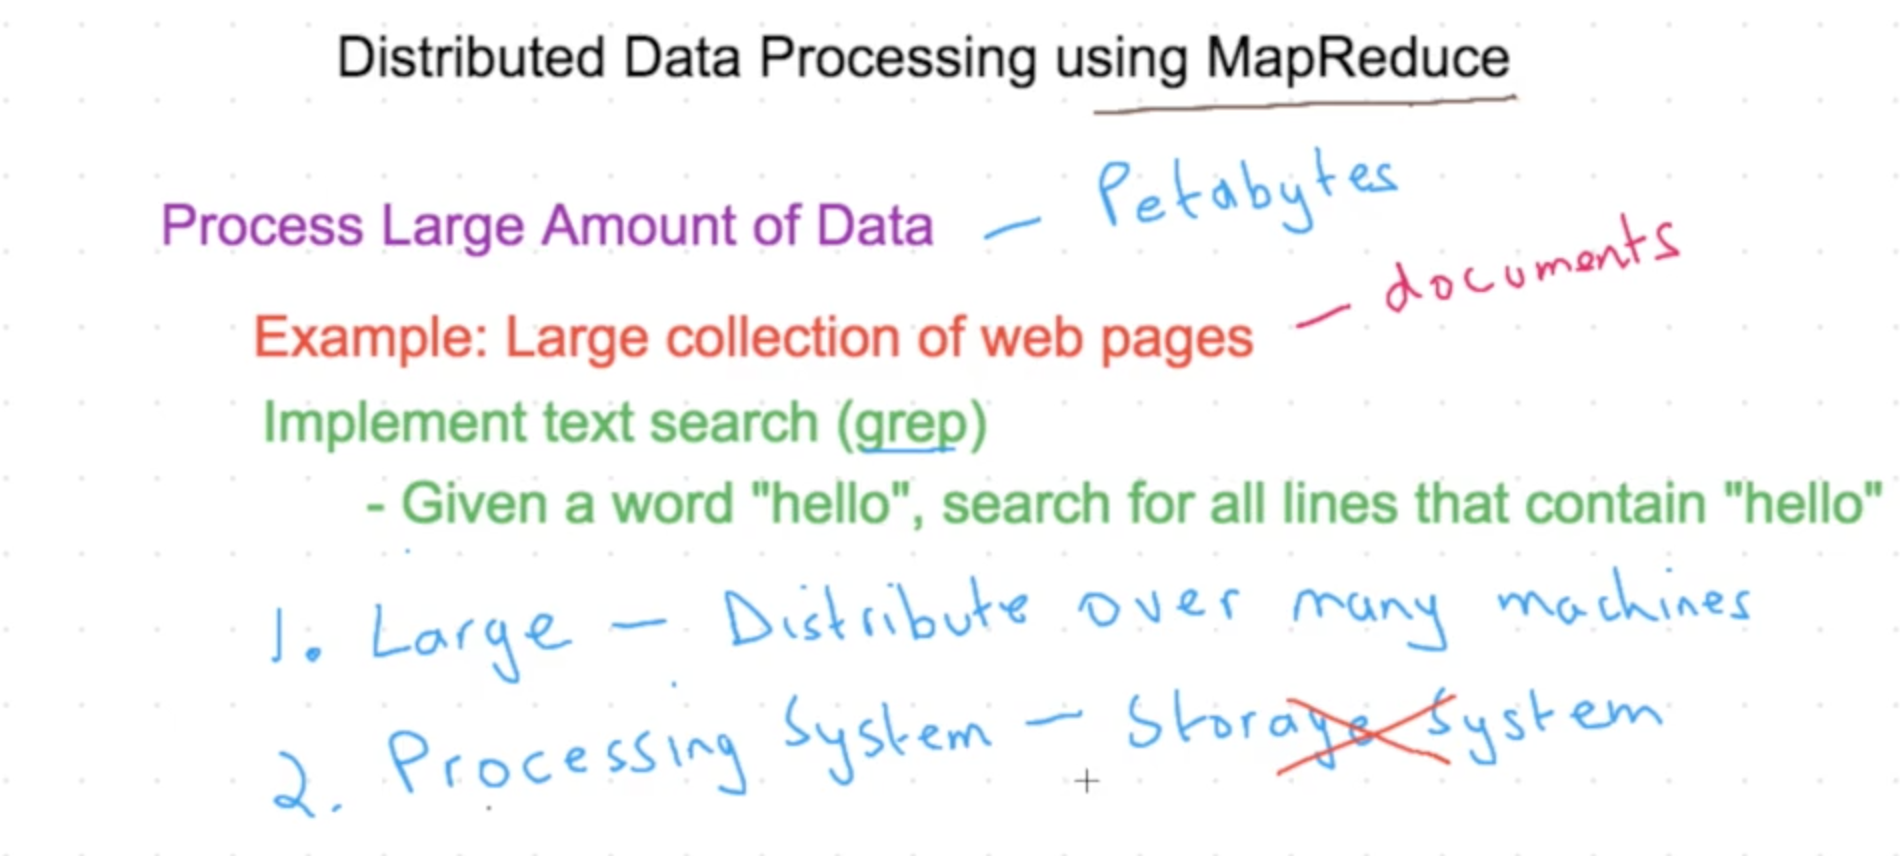 Distributed Data Processing using MapReduce
Process Large Amount of Data — Petabytes
Example: Large collection of web pages — documents
Implement text search (grep)
- Given a word "hello", search for all lines that contain "hello"
1. Large — Distribute over many machines
2. Processing System — Storage System